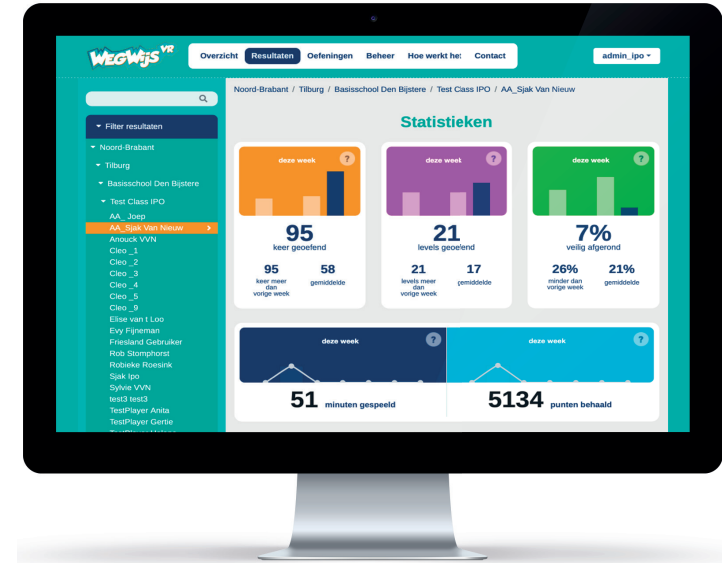 WEGWIJS VR
Overzicht Resultaten Oefeningen Beheer Hoe werkt het Contact
admin_ipo
Noord-Brabant / Tilburg / Basisschool Den Bijstere / Test Class IPO / AA_Sjak Van Nieuw
Filter resultaten
Noord-Brabant
Tilburg
Basisschool Den Bijstere
Test Class IPO
AA_ Joep
AA_Sjak Van Nieuw
Anouck VVN
Cleo _1
Cleo _2
Cleo _3
Cleo _4
Cleo _5
Cleo _9
Elise van t Loo
Evy Fijneman
Friesland Gebruiker
Rob Stomphorst
Robieke Roesink
Sjak Ipo
Sylvie VVN
test3 test3
TestPlayer Anita
TestPlayer Gertie
Statistieken
deze week ?
95
keer geoefend
95
keer meer
dan
vorige week
58
gemiddelde
deze week ?
21
levels geoefend
21
levels meer
dan
vorige week
17
gemiddelde
deze week ?
7%
veilig afgerond
26%
minder dan
vorige week
21%
gemiddelde
deze week ?
51 minuten gespeeld
deze week ?
5134 punten behaald